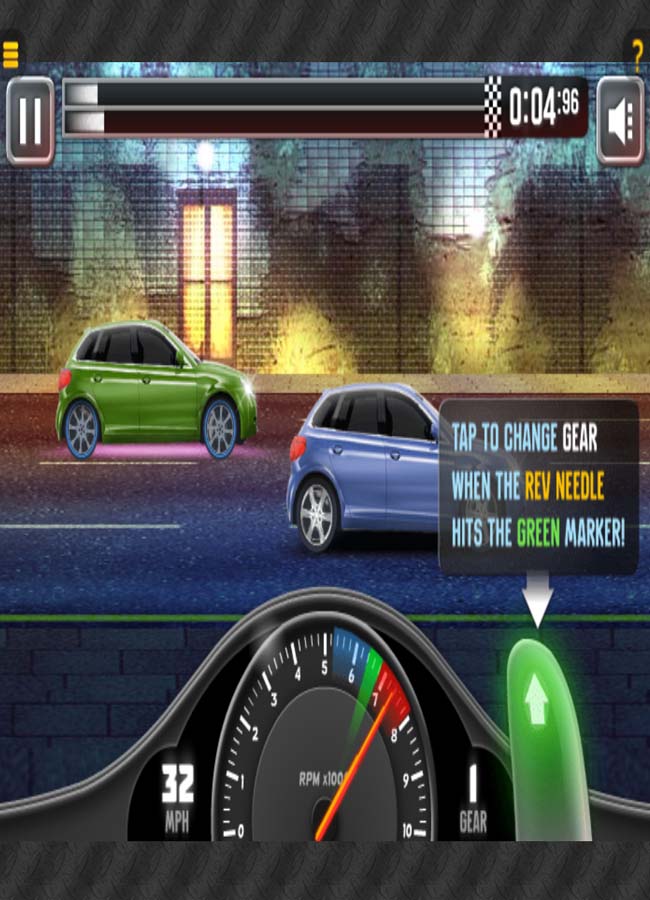 ?
0:04:96
TAP TO CHANGE GEAR
WHEN THE REV NEEDLE
HITS THE GREEN MARKER!
0
1
2
3
4
5
6
7
8
9
10
RPM x1000
32
MPH
1
GEAR